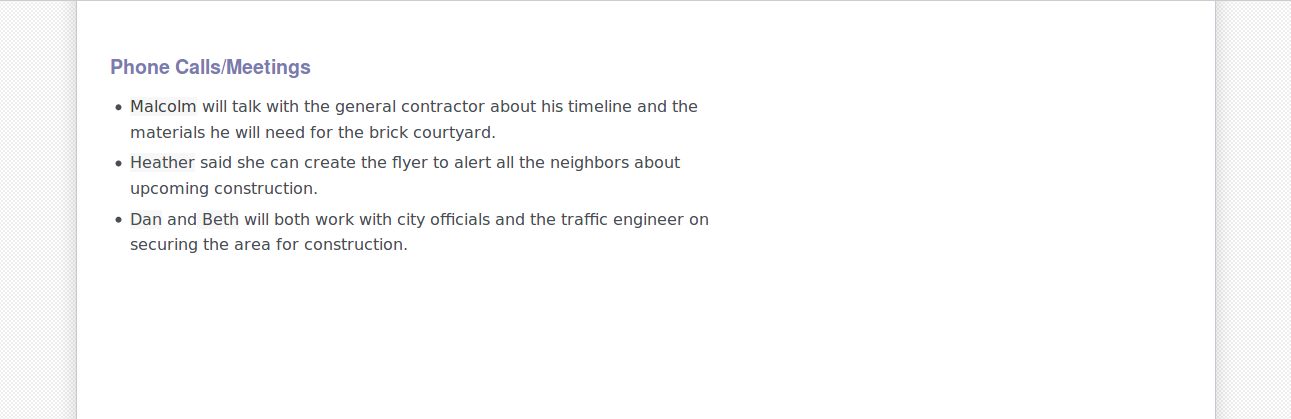 Phone Calls/Meetings
• Malcolm will talk with the general contractor about his timeline and the
materials he will need for the brick courtyard.
• Heather said she can create the flyer to alert all the neighbors about
upcoming construction.
• Dan and Beth will both work with city officials and the traffic engineer on
securing the area for construction.